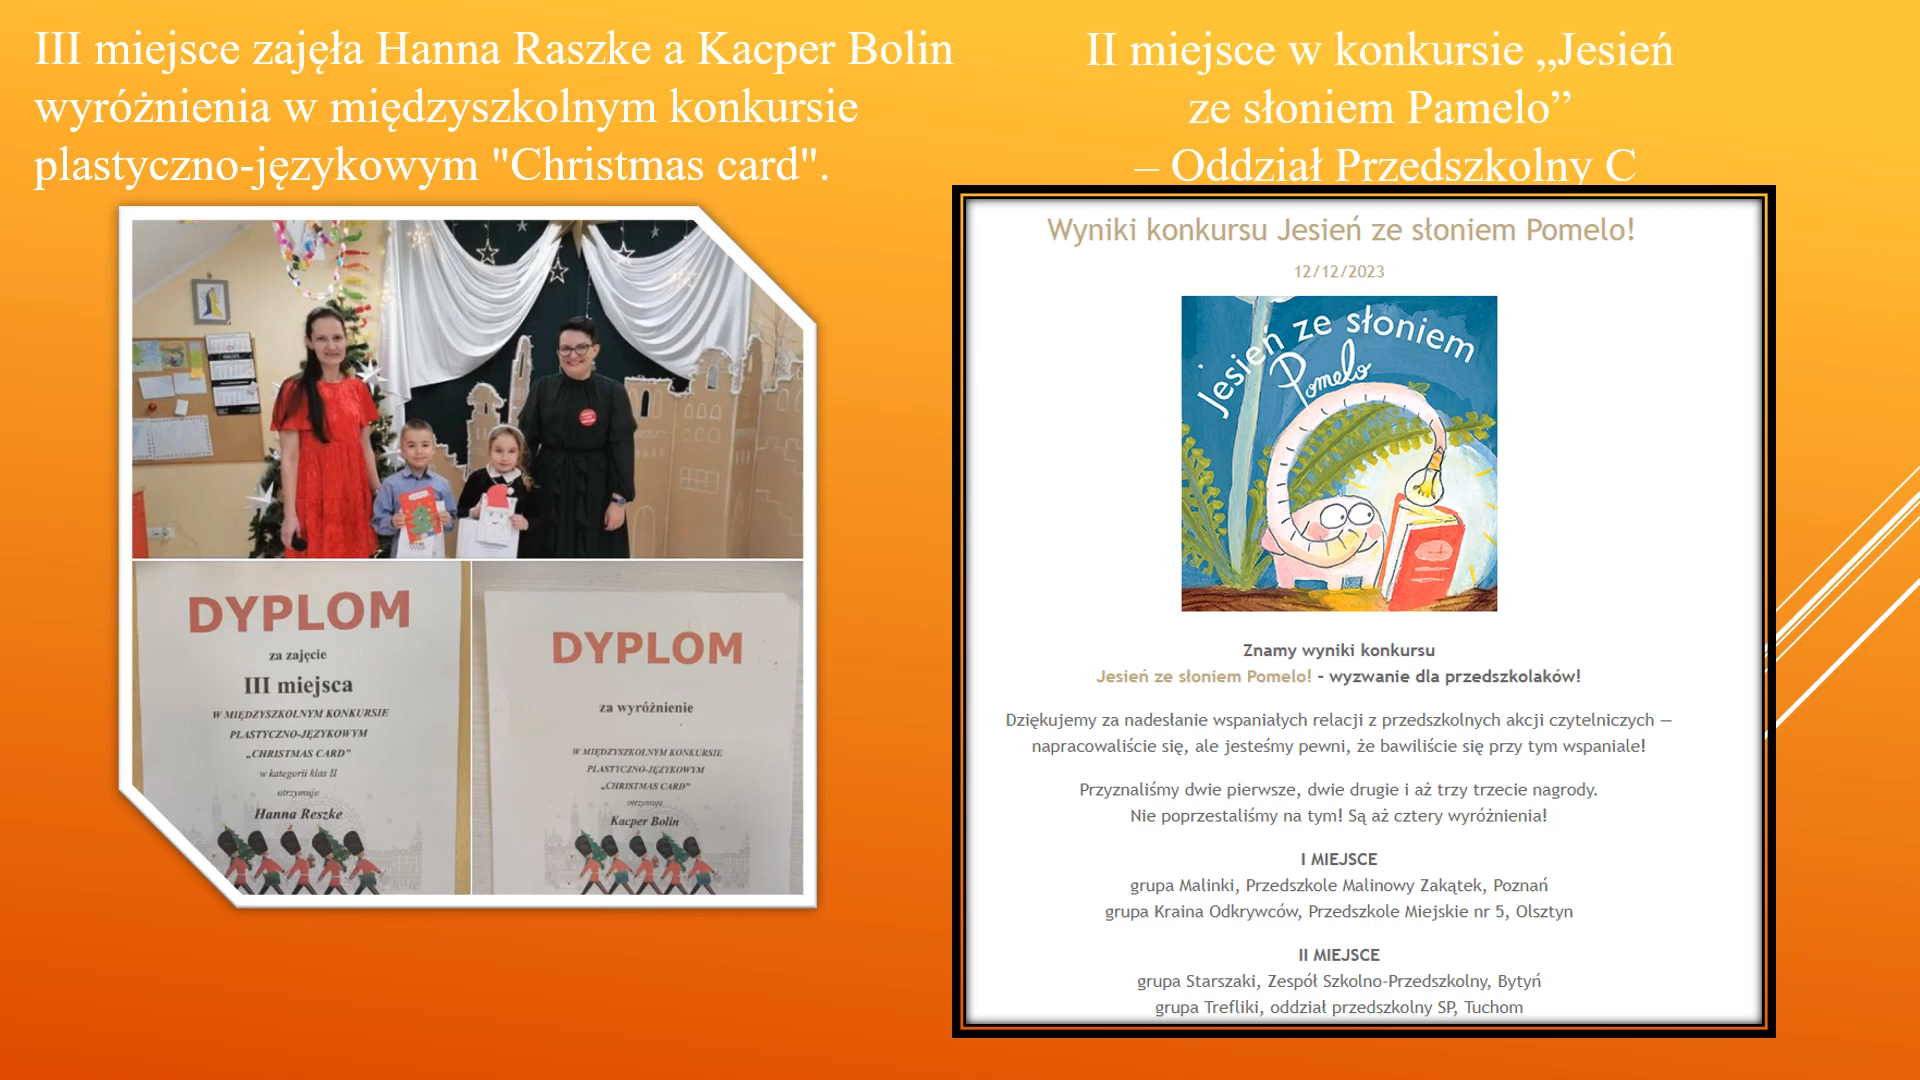 III miejsce zajęła Hanna Raszke a Kacper Bolin
wyróżnienia w międzyszkolnym konkursie
plastyczno-językowym "Christmas card".
II miejsce w konkursie „Jesień
ze słoniem Pamelo”
– Oddział Przedszkolny C
DYPLOM
za zajęcie
III miejsca
W MIĘDZYSZKOLNYM KONKURSIE
PLASTYCZNO-JĘZYKOWYM
„CHRISTMAS CARD”
w kategorii klas II
otrzymuje
Hanna Reszke
DYPLOM
za wyróżnienie
W MIĘDZYSZKOLNYM KONKURSIE
PLASTYCZNO-JĘZYKOWYM
„CHRISTMAS CARD”
otrzymuje
Kacper Bolin
Wyniki konkursu Jesień ze słoniem Pomelo!
12/12/2023
Jesień ze słoniem
Pomelo
Znamy wyniki konkursu
Jesień ze słoniem Pomelo! – wyzwanie dla przedszkolaków!
Dziękujemy za nadesłanie wspaniałych relacji z przedszkolnych akcji czytelniczych —
napracowaliście się, ale jesteśmy pewni, że bawiliście się przy tym wspaniale!
Przyznaliśmy dwie pierwsze, dwie drugie i aż trzy trzecie nagrody.
Nie poprzestaliśmy na tym! Są aż cztery wyróżnienia!
I MIEJSCE
grupa Malinki, Przedszkole Malinowy Zakątek, Poznań
grupa Kraina Odkrywców, Przedszkole Miejskie nr 5, Olsztyn
II MIEJSCE
grupa Starszaki, Zespół Szkolno-Przedszkolny, Bytyń
grupa Trefliki, oddział przedszkolny SP, Tuchom